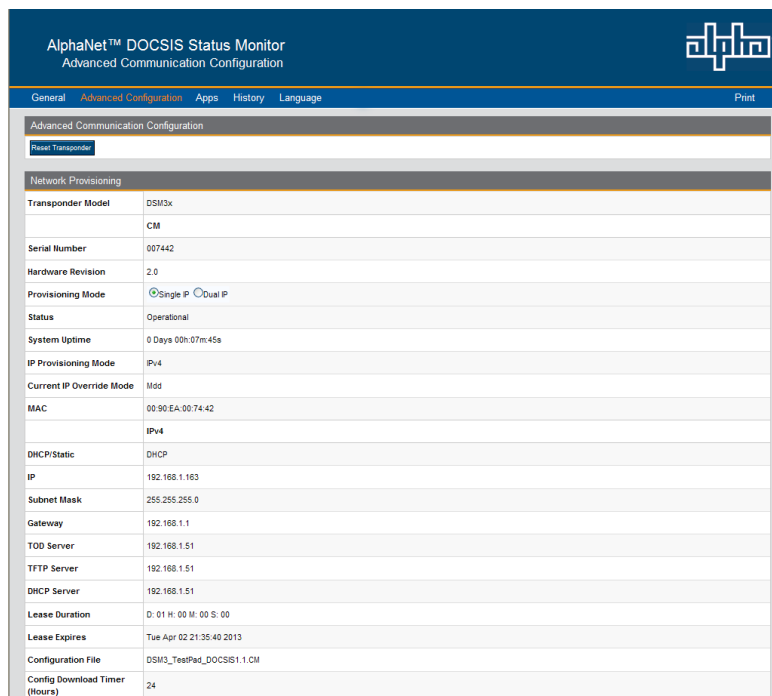 AlphaNet™ DOCSIS Status Monitor
Advanced Communication Configuration
alpha
General Advanced Configuration Apps History Language Print
Advanced Communication Configuration
Reset Transponder
Network Provisioning
Transponder Model DSM3x
CM
Serial Number 007442
Hardware Revision 2.0
Provisioning Mode Single IP Dual IP
Status Operational
System Uptime 0 Days 00h:07m:45s
IP Provisioning Mode IPv4
Current IP Override Mode Mdd
MAC 00:90:EA:00:74:42
IPv4
DHCP/Static DHCP
IP 192.168.1.163
Subnet Mask 255.255.255.0
Gateway 192.168.1.1
TOD Server 192.168.1.51
TFTP Server 192.168.1.51
DHCP Server 192.168.1.51
Lease Duration D: 01 H: 00 M: 00 S: 00
Lease Expires Tue Apr 02 21:35:40 2013
Configuration File DSM3_TestPad_DOCSIS1.1.CM
Config Download Timer
(Hours) 24